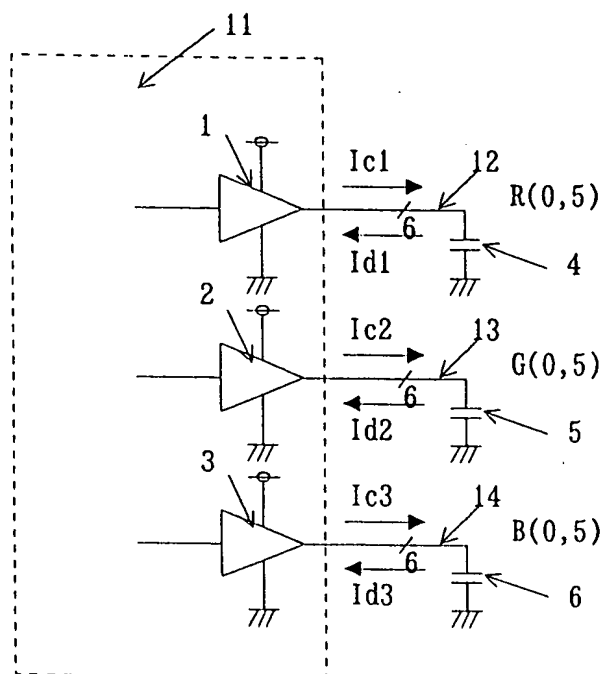 11
1
Ic1
12
R(0,5)
6
Id1
4
2
Ic2
13
G(0,5)
6
Id2
5
3
Ic3
14
B(0,5)
6
Id3
6